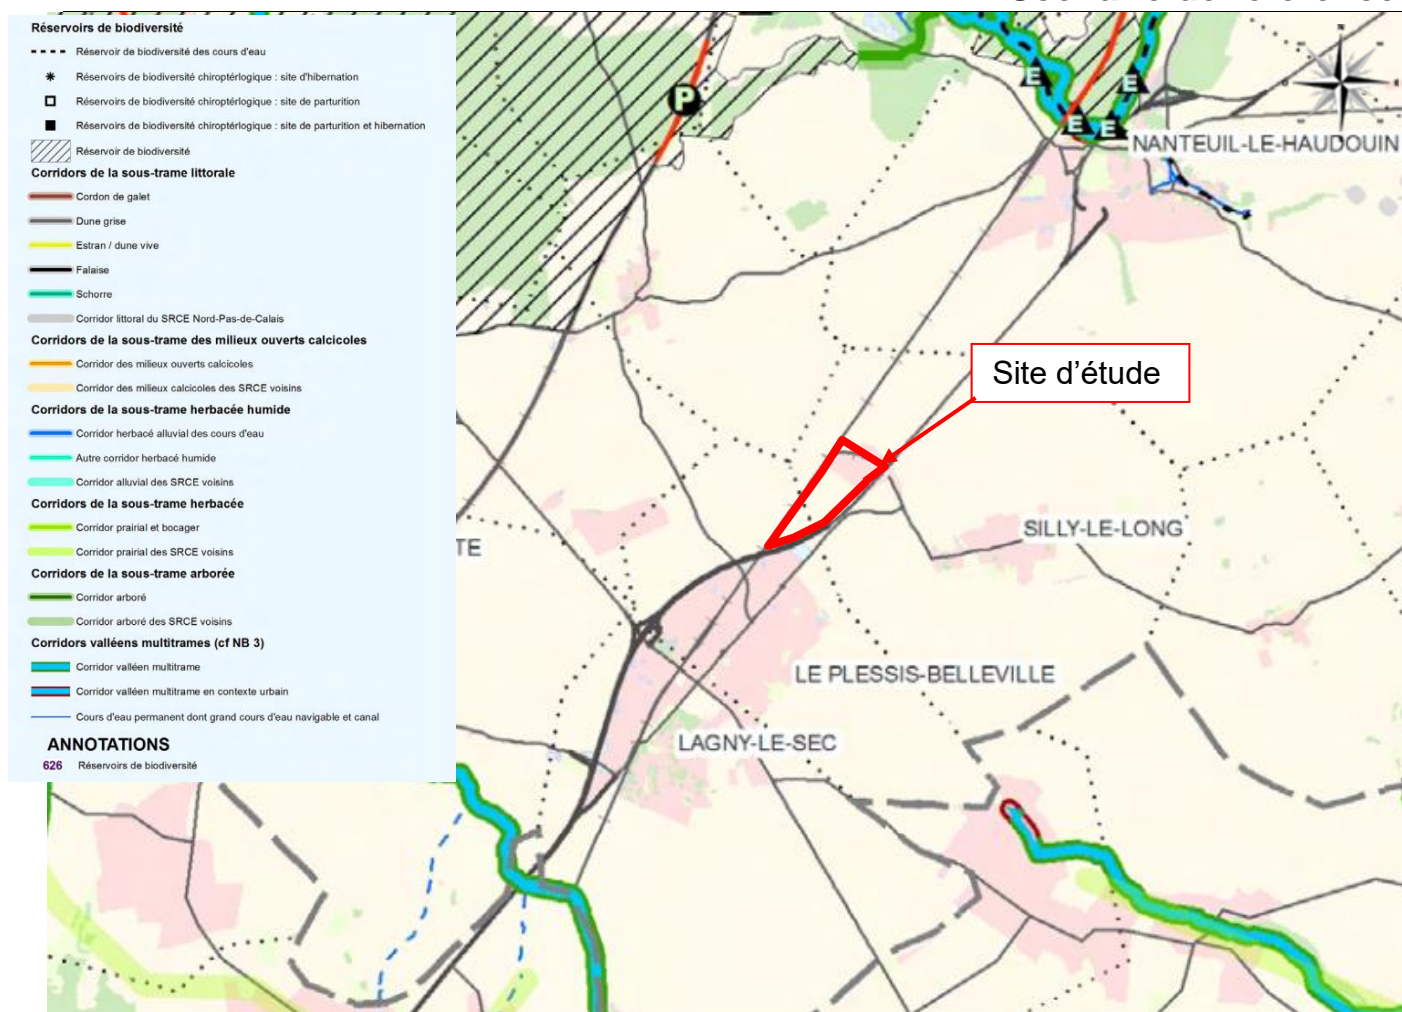 Réservoirs de biodiversité
Réservoir de biodiversité des cours d'eau
Réservoirs de biodiversité chiroptérologique : site d'hibernation
Réservoirs de biodiversité chiroptérologique : site de parturition
Réservoirs de biodiversité chiroptérologique : site de parturition et hibernation
Réservoir de biodiversité
Corridors de la sous-trame littorale
Cordon de galet
Dune grise
Estran / dune vive
Falaise
Schorre
Corridor littoral du SRCE Nord-Pas-de-Calais
Corridors de la sous-trame des milieux ouverts calcicoles
Corridor des milieux ouverts calcicoles
Corridor des milieux calcicoles des SRCE voisins
Corridors de la sous-trame herbacée humide
Corridor herbacé alluvial des cours d'eau
Autre corridor herbacé humide
Corridor alluvial des SRCE voisins
Corridors de la sous-trame herbacée
Corridor prairial et bocager
Corridor prairial des SRCE voisins
Corridors de la sous-trame arborée
Corridor arboré
Corridor arboré des SRCE voisins
Corridors valléens multitrames (cf NB 3)
Corridor valléen multitrame
Corridor valléen multitrame en contexte urbain
Cours d'eau permanent dont grand cours d'eau navigable et canal
ANNOTATIONS
626 Réservoirs de biodiversité
P
E
E
E
E
N
NANTEUIL-LE-HAUDOUIN
Site d'étude
TE
SILLY-LE-LONG
LE PLESSIS-BELLEVILLE
LAGNY-LE-SEC